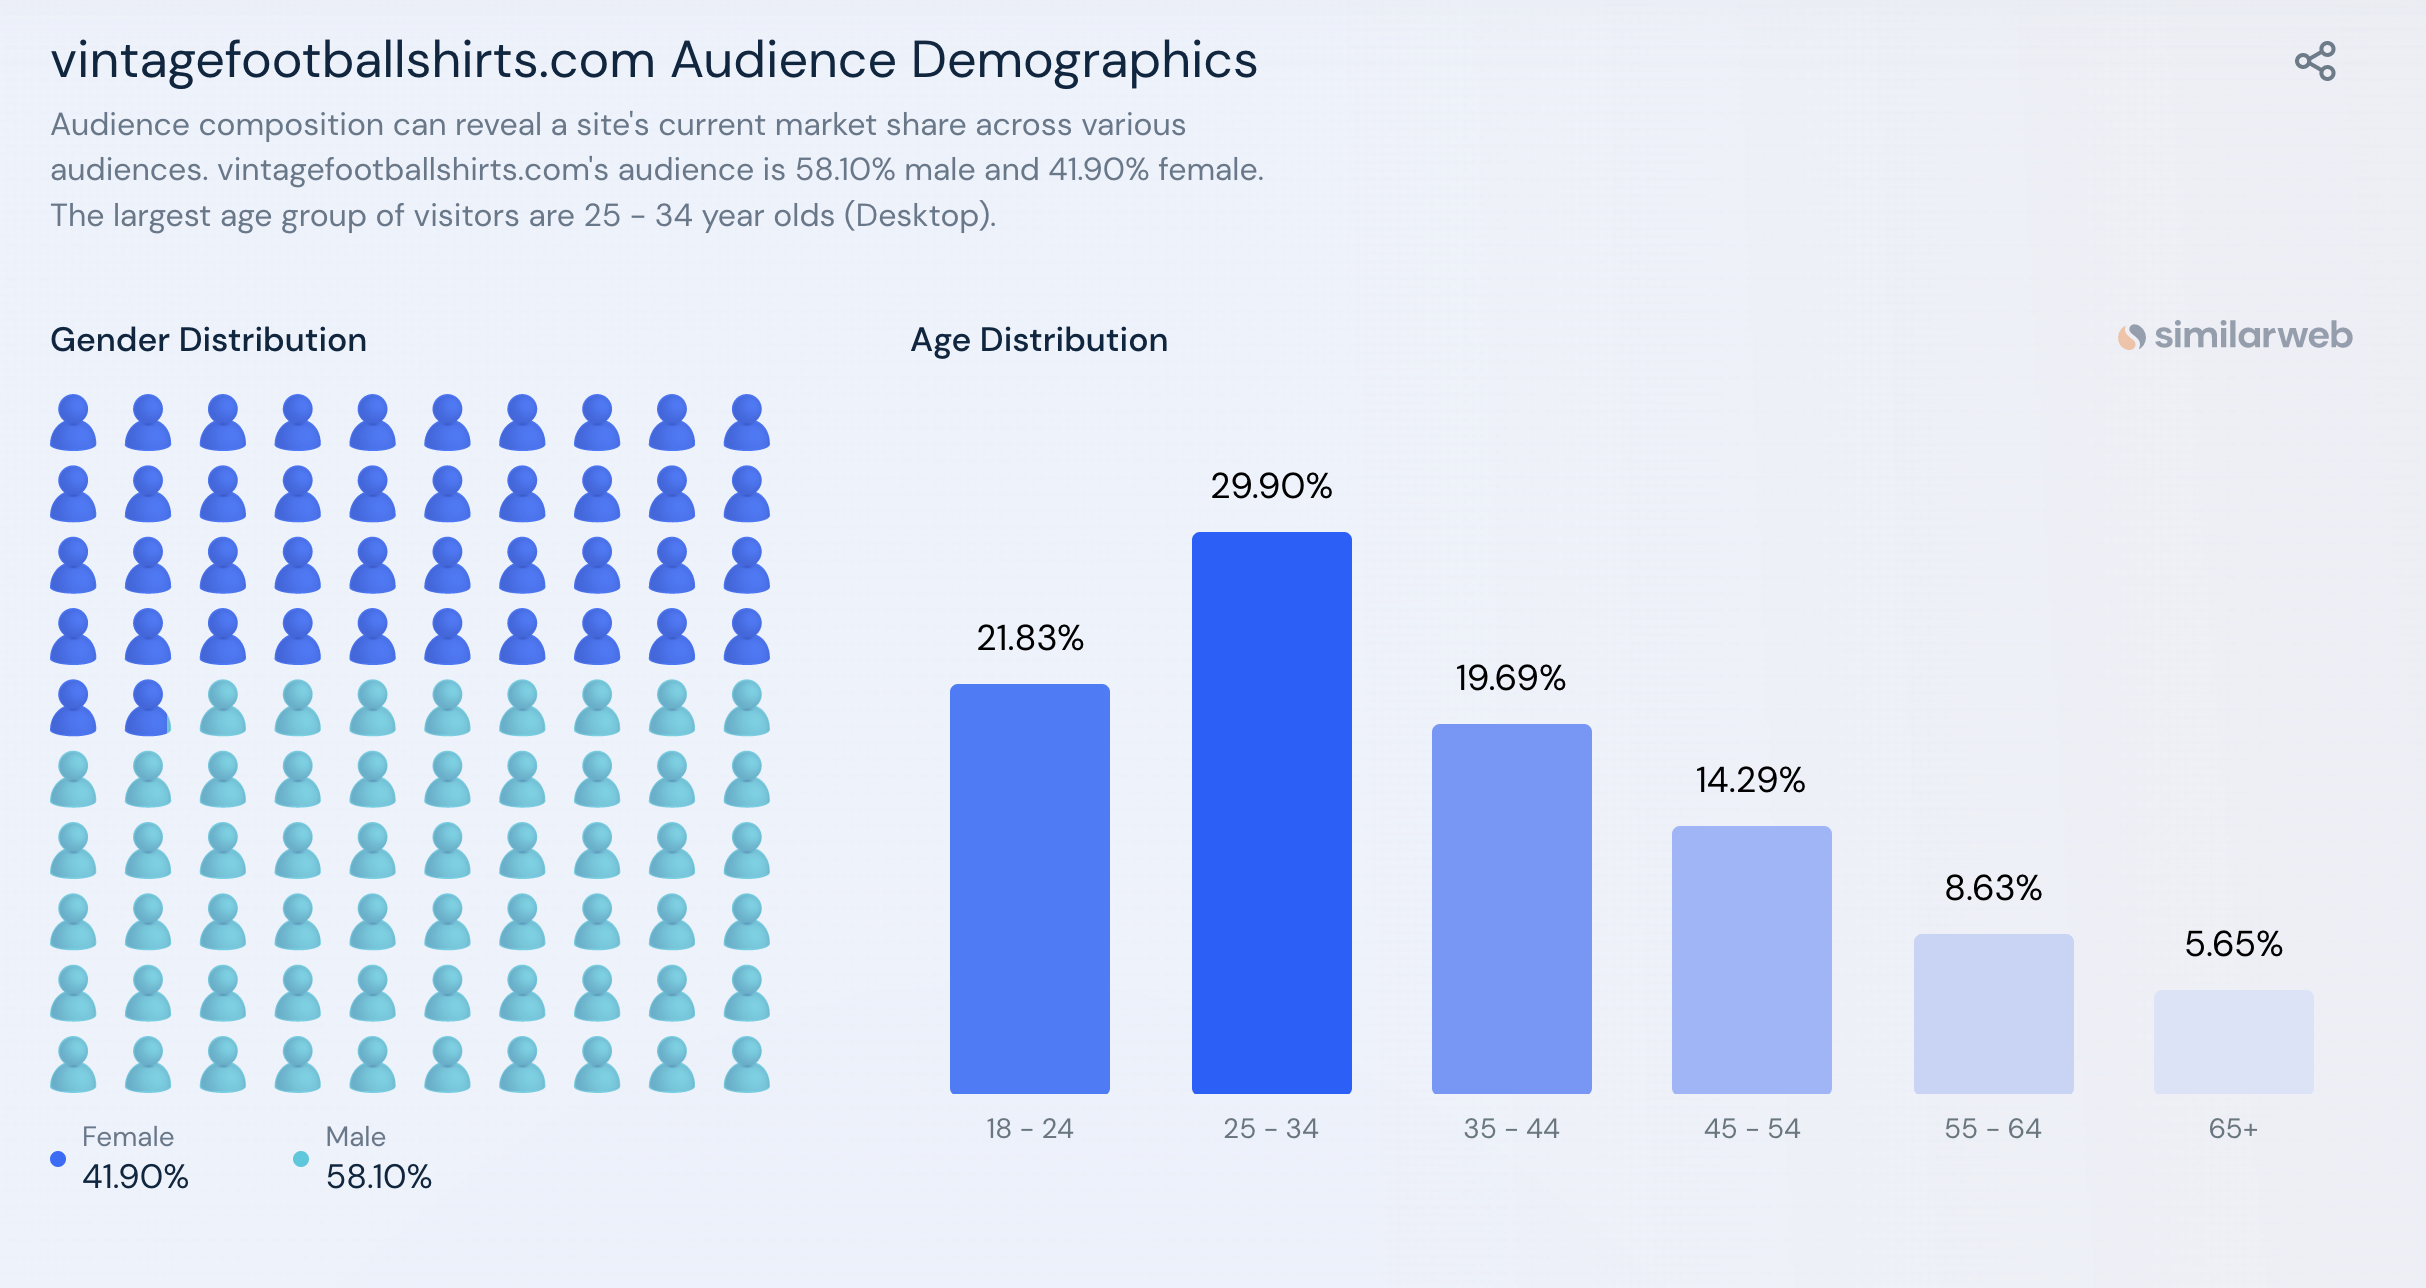 vintagefootballshirts.com Audience Demographics
Audience composition can reveal a site's current market share across various
audiences. vintagefootballshirts.com's audience is 58.10% male and 41.90% female.
The largest age group of visitors are 25 - 34 year olds (Desktop).
Gender Distribution
Female
41.90%
Male
58.10%
Age Distribution
similarweb
21.83%
29.90%
19.69%
14.29%
8.63%
5.65%
18 - 24
25 - 34
35 - 44
45 - 54
55 - 64
65+